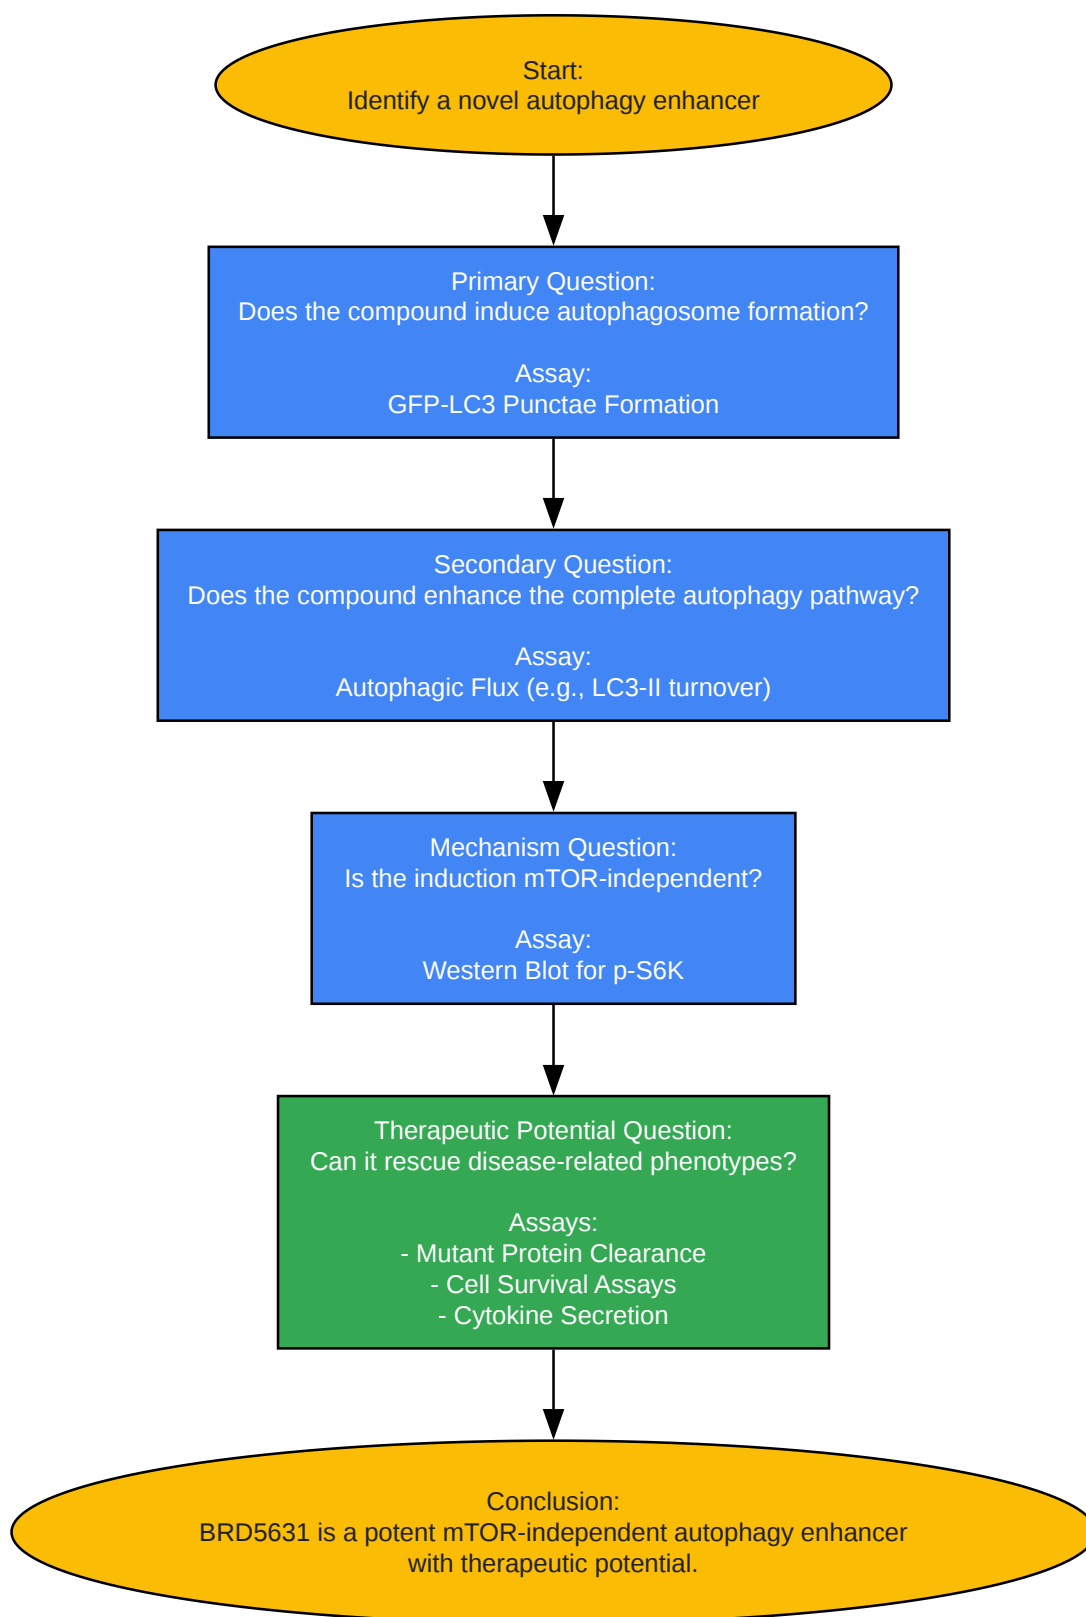 Start:
Identify a novel autophagy enhancer
Primary Question:
Does the compound induce autophagosome formation?
Assay:
GFP-LC3 Punctae Formation
Secondary Question:
Does the compound enhance the complete autophagy pathway?
Assay:
Autophagic Flux (e.g., LC3-II turnover)
Mechanism Question:
Is the induction mTOR-independent?
Assay:
Western Blot for p-S6K
Therapeutic Potential Question:
Can it rescue disease-related phenotypes?
Assays:
- Mutant Protein Clearance
- Cell Survival Assays
- Cytokine Secretion
Conclusion:
BRD5631 is a potent mTOR-independent autophagy enhancer
with therapeutic potential.